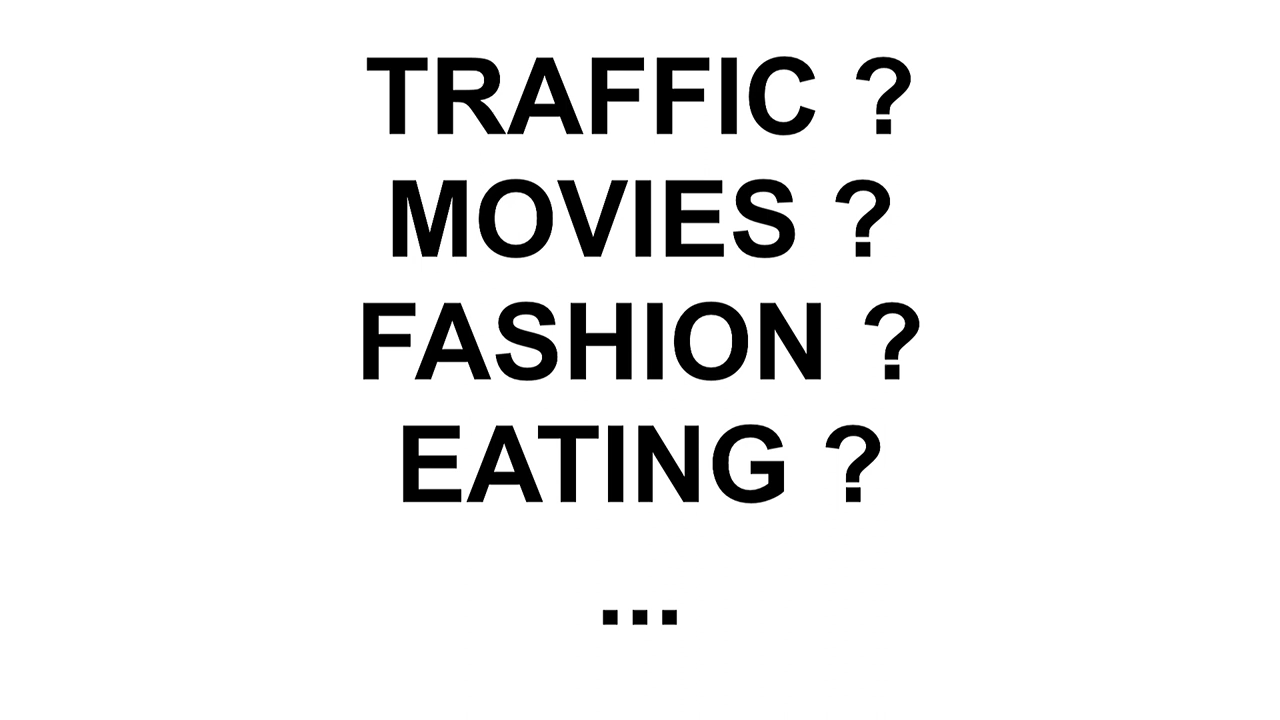 TRAFFIC ?
MOVIES ?
FASHION ?
EATING ?
...